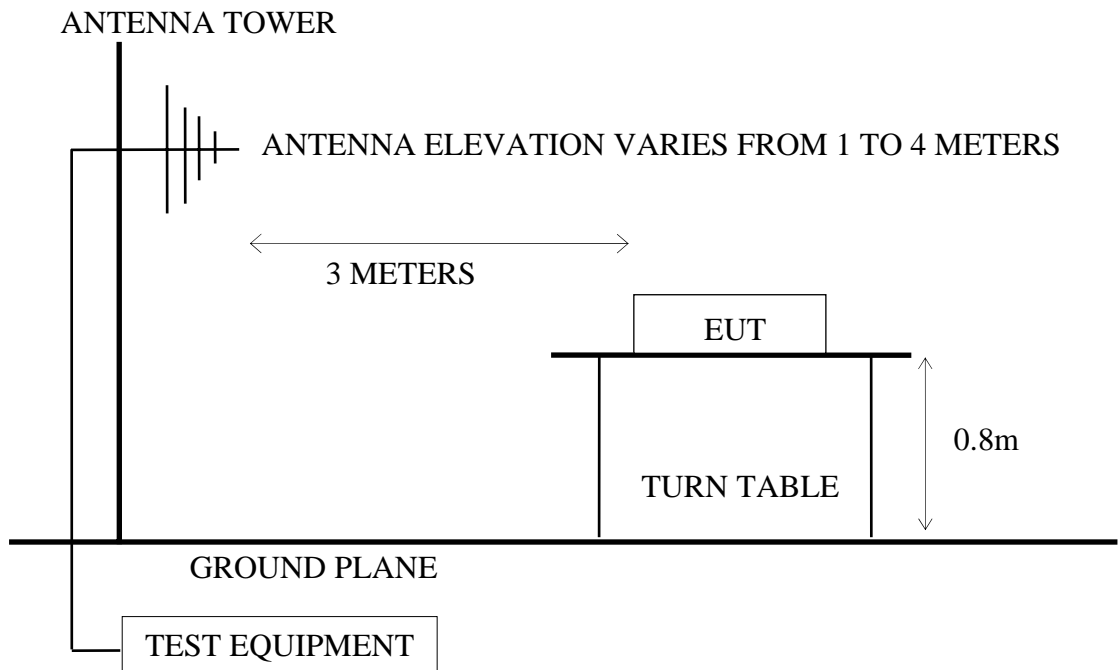 ANTENNA TOWER
ANTENNA ELEVATION VARIES FROM 1 TO 4 METERS
3 METERS
EUT
0.8m
TURN TABLE
GROUND PLANE
TEST EQUIPMENT